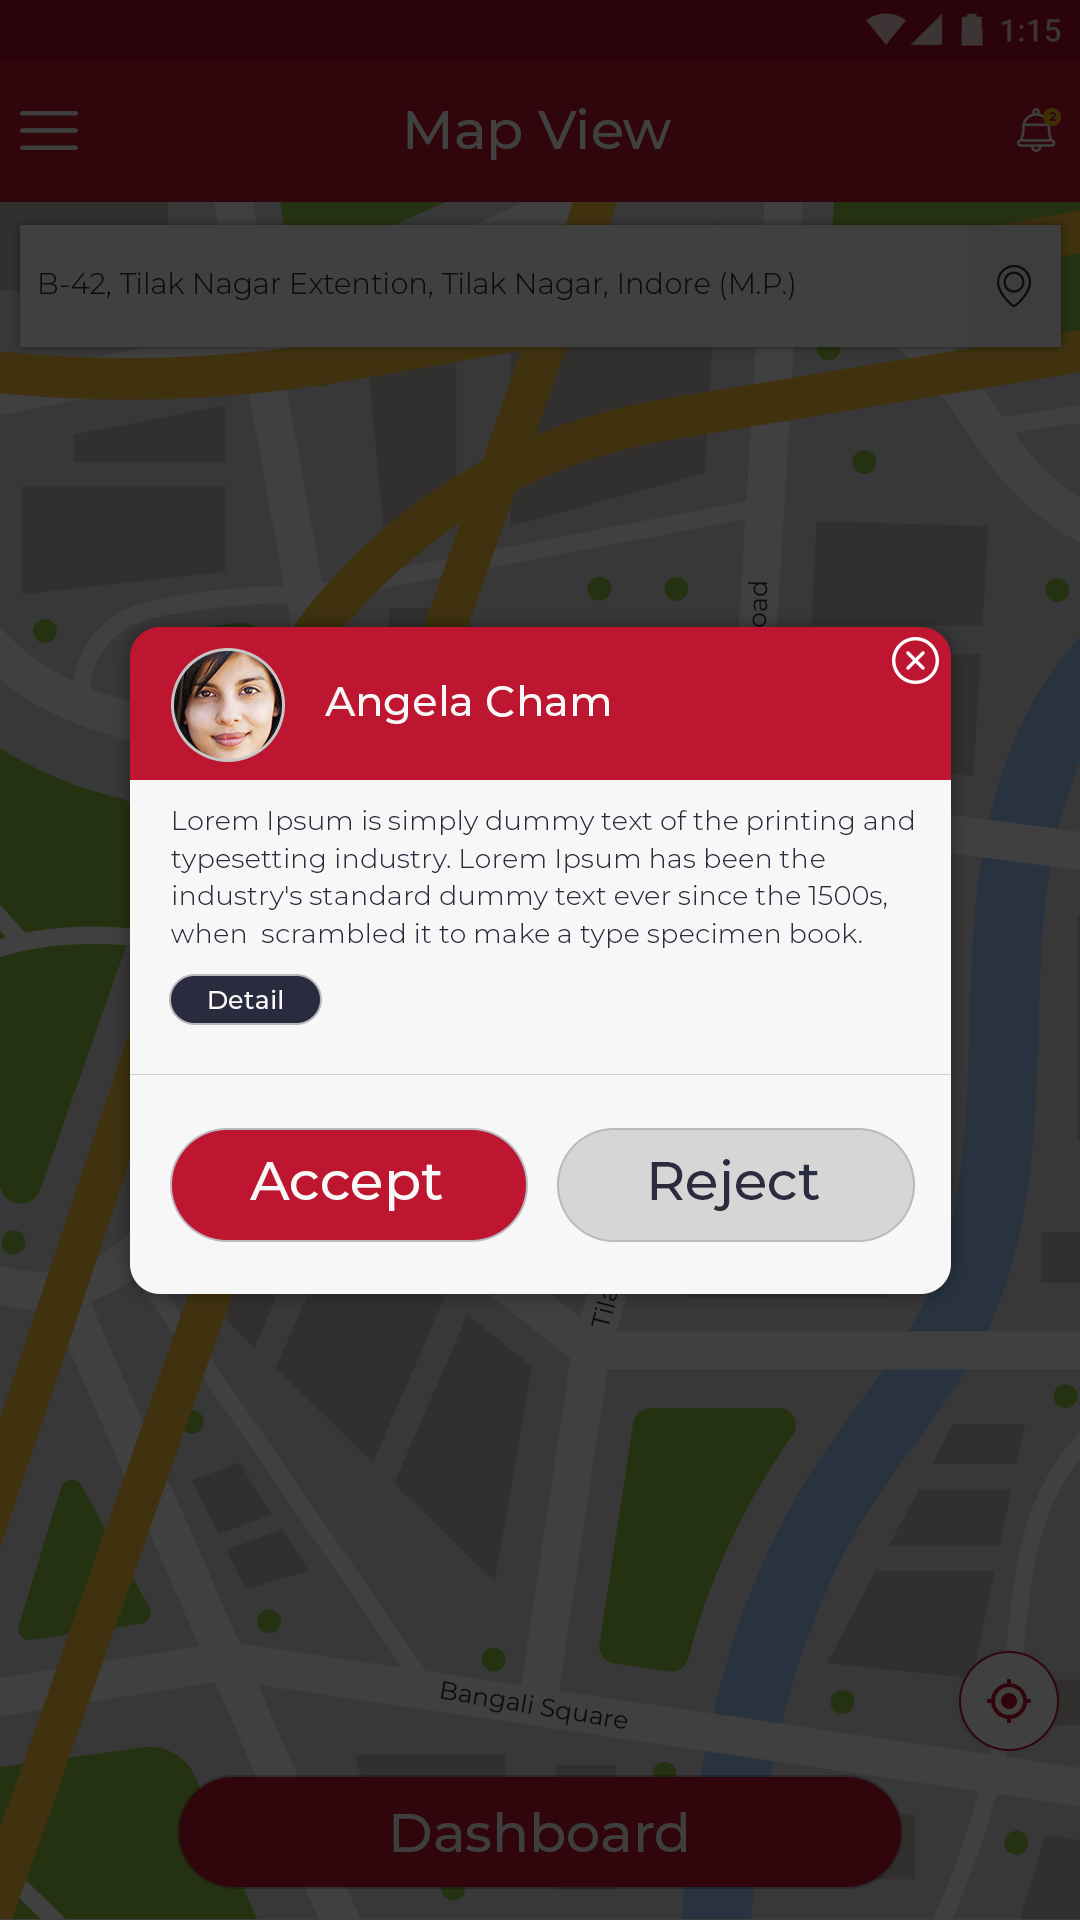 1:15
Map View
2
B-42, Tilak Nagar Extention, Tilak Nagar, Indore (M.P.)
oad
Angela Cham
Lorem Ipsum is simply dummy text of the printing and
typesetting industry. Lorem Ipsum has been the
industry's standard dummy text ever since the 1500s,
when  scrambled it to make a type specimen book.
Detail
Accept
Reject
Tila
Bangali Square
Dashboard